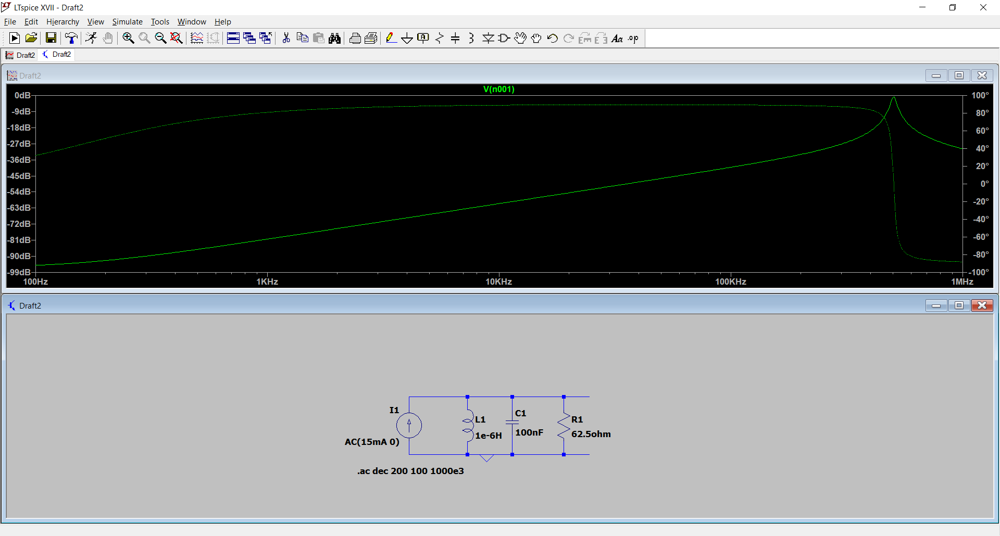 LTspice XVII - Draft2
File Edit Hierarchy View Simulate Tools Window Help
Aa .op
Draft2 Draft2
Draft2
V(n001)
0dB 100°
-9dB 80°
-18dB 60°
-27dB 40°
-36dB 20°
-45dB 0°
-54dB -20°
-63dB -40°
-72dB -60°
-81dB -80°
-90dB -100°
-99dB
100Hz 1KHz 10KHz 100KHz 1MHz
Draft2
I1
AC(15mA 0)
L1
1e-6H
C1
100nF
R1
62.5ohm
.ac dec 200 100 1000e3